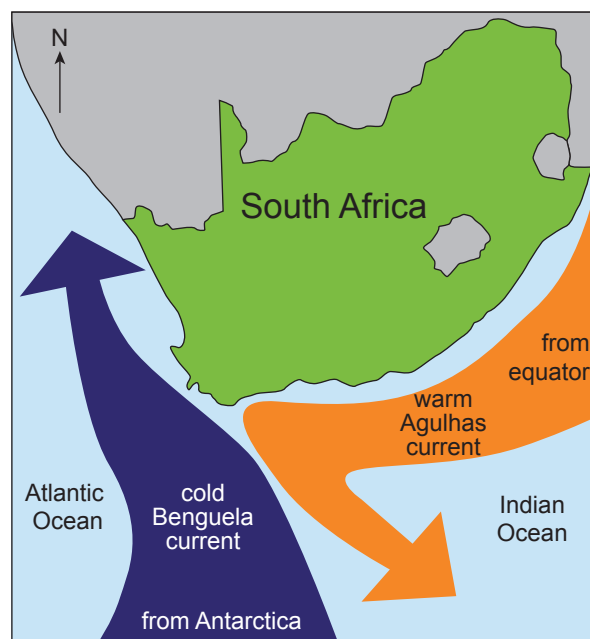 N
South Africa
from
equator
warm
Agulhas
current
Atlantic
Ocean
cold
Benguela
current
Indian
Ocean
from Antarctica